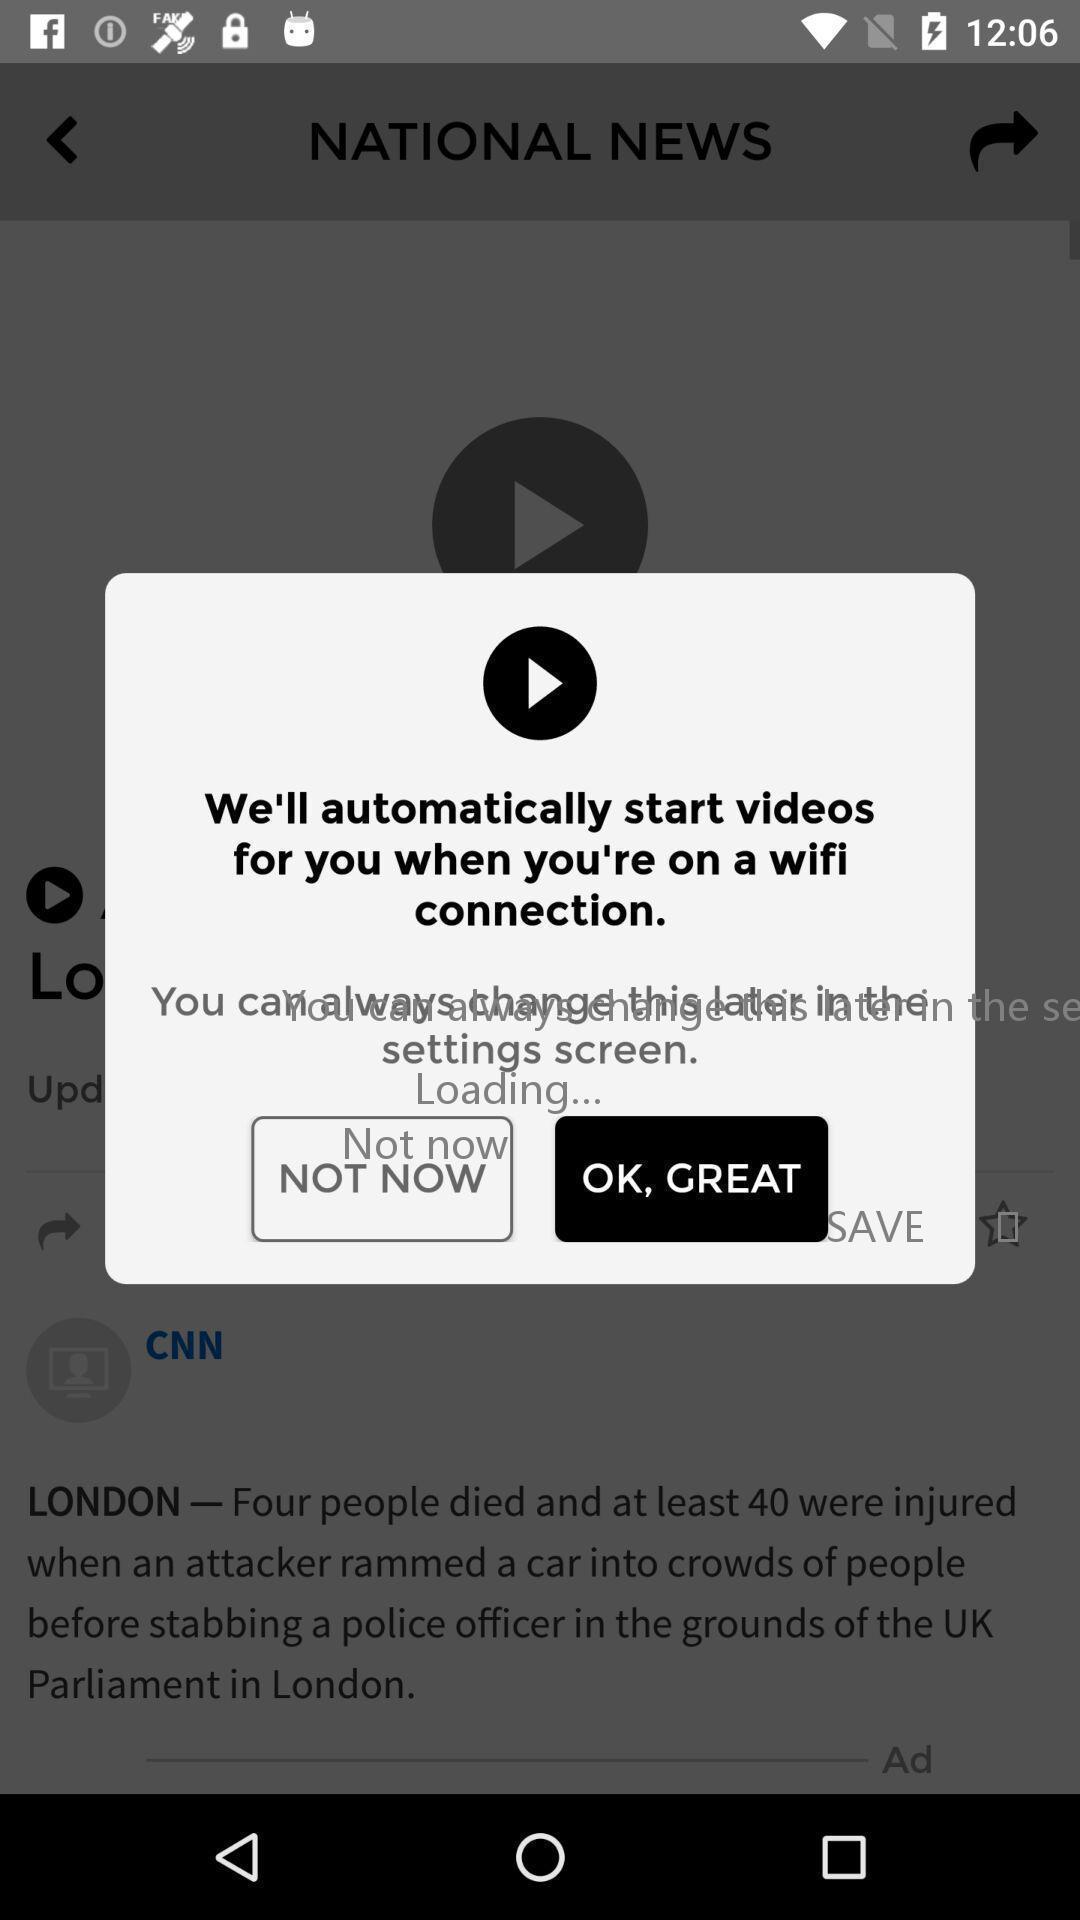 FAKE
12:06
NATIONAL NEWS
We'll automatically start videos
for you when you're on a wifi
connection.
Lo
You can always change this later in the
You can always change this later in the se
settings screen.
Upd
Loading...
Not now
NOT NOW
OK, GREAT
SAVE
CNN
LONDON — Four people died and at least 40 were injured
when an attacker rammed a car into crowds of people
before stabbing a police officer in the grounds of the UK
Parliament in London.
Ad